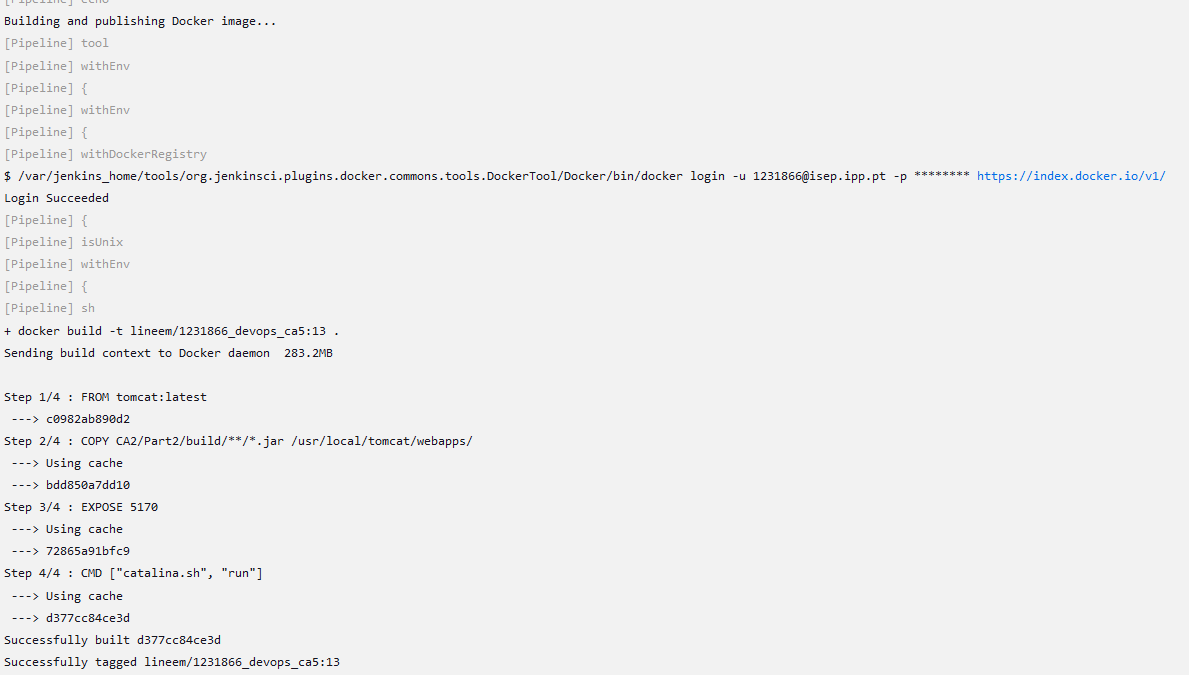 [Pipeline] echo
Building and publishing Docker image...
[Pipeline] tool
[Pipeline] withEnv
[Pipeline] {
[Pipeline] withEnv
[Pipeline] {
[Pipeline] withDockerRegistry
$ /var/jenkins_home/tools/org.jenkinsci.plugins.docker.commons.tools.DockerTool/Docker/bin/docker login -u 1231866@isep.ipp.pt -p ******** https://index.docker.io/v1/
Login Succeeded
[Pipeline] {
[Pipeline] isUnix
[Pipeline] withEnv
[Pipeline] {
[Pipeline] sh
+ docker build -t lineem/1231866_devops_ca5:13 .
Sending build context to Docker daemon  283.2MB
Step 1/4 : FROM tomcat:latest
 ---> c0982ab890d2
Step 2/4 : COPY CA2/Part2/build/**/*.jar /usr/local/tomcat/webapps/
 ---> Using cache
 ---> bdd850a7dd10
Step 3/4 : EXPOSE 5170
 ---> Using cache
 ---> 72865a91bfc9
Step 4/4 : CMD ["catalina.sh", "run"]
 ---> Using cache
 ---> d377cc84ce3d
Successfully built d377cc84ce3d
Successfully tagged lineem/1231866_devops_ca5:13